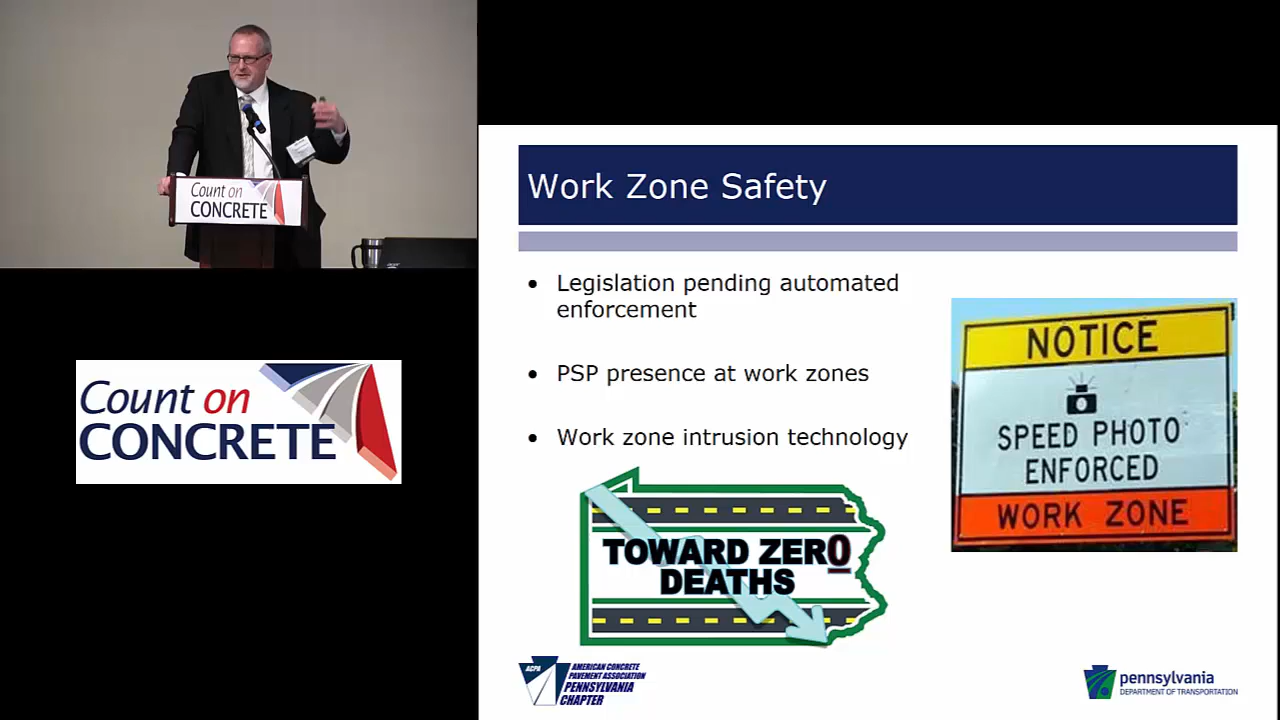 Count on
CONCRETE
Count on
CONCRETE
Work Zone Safety
• Legislation pending automated
enforcement
• PSP presence at work zones
• Work zone intrusion technology
NOTICE
SPEED PHOTO
ENFORCED
WORK ZONE
TOWARD ZERO
DEATHS
ACPA
AMERICAN CONCRETE
PAVEMENT ASSOCIATION
PENNSYLVANIA
CHAPTER
pennsylvania
DEPARTMENT OF TRANSPORTATION